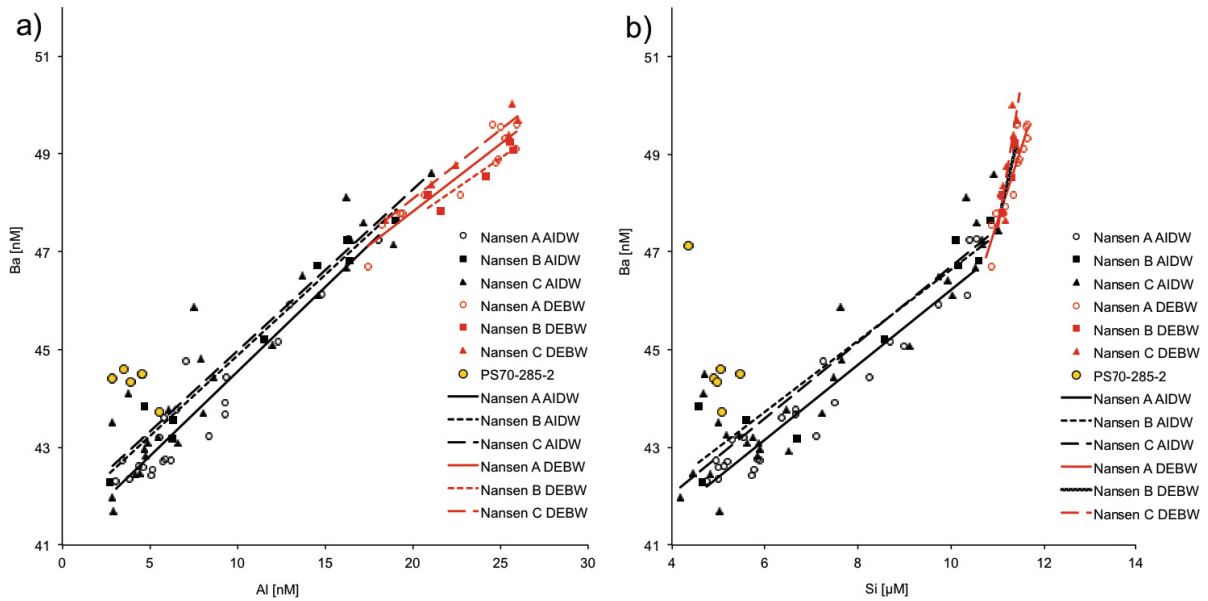 a)
51
49
47
45
43
41
Ba [nM]
0 5 10 15 20 25 30
Al [nM]
Nansen A AIDW
Nansen B AIDW
Nansen C AIDW
Nansen A DEBW
Nansen B DEBW
Nansen C DEBW
PS70-285-2
Nansen A AIDW
Nansen B AIDW
Nansen C AIDW
Nansen A DEBW
Nansen B DEBW
Nansen C DEBW
b)
51
49
47
45
43
41
Ba [nM]
4 6 8 10 12 14
Si [µM]
Nansen A AIDW
Nansen B AIDW
Nansen C AIDW
Nansen A DEBW
Nansen B DEBW
Nansen C DEBW
PS70-285-2
Nansen A AIDW
Nansen B AIDW
Nansen C AIDW
Nansen A DEBW
Nansen B DEBW
Nansen C DEBW